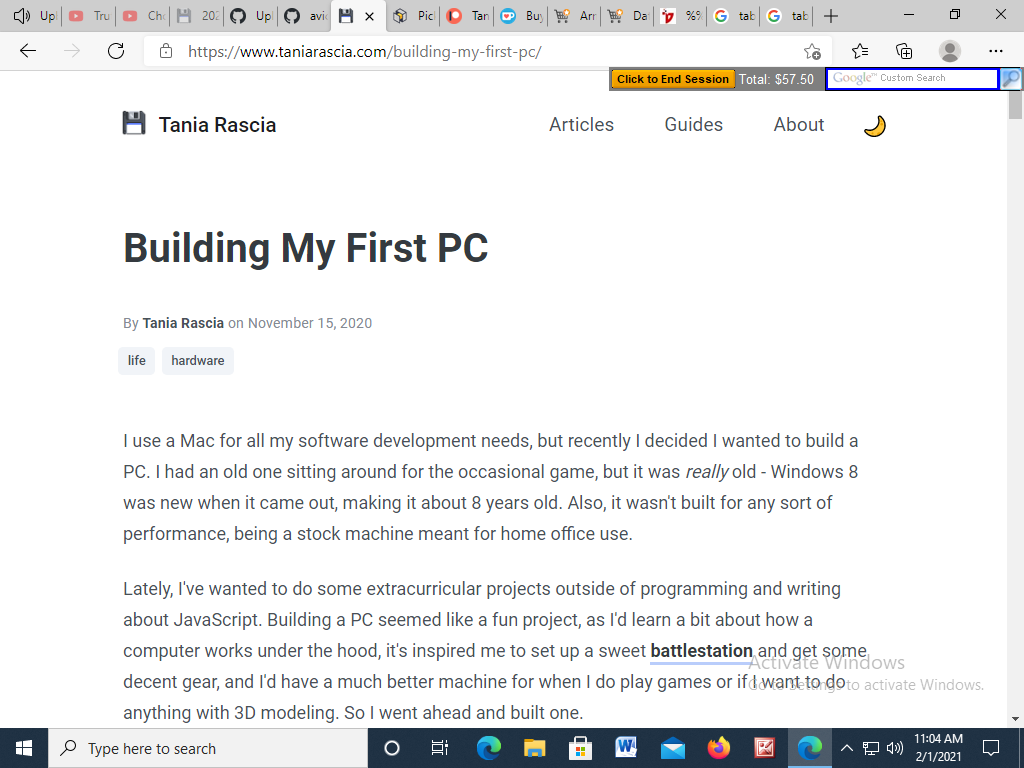 Up
Tru
Ch
202
Up
avi
Pic
Tan
Buy
Arr
Da
%9
tab
tab
https://www.taniarascia.com/building-my-first-pc/
Click to End Session Total: $57.50 Google™ Custom Search
Tania Rascia Articles Guides About
Building My First PC
By Tania Rascia on November 15, 2020
life hardware
I use a Mac for all my software development needs, but recently I decided I wanted to build a
PC. I had an old one sitting around for the occasional game, but it was really old - Windows 8
was new when it came out, making it about 8 years old. Also, it wasn't built for any sort of
performance, being a stock machine meant for home office use.
Lately, I've wanted to do some extracurricular projects outside of programming and writing
about JavaScript. Building a PC seemed like a fun project, as I'd learn a bit about how a
computer works under the hood, it's inspired me to set up a sweet battlestation and get some
Activate Windows
decent gear, and I'd have a much better machine for when I do play games or if I want to do
Go to Settings to activate Windows.
anything with 3D modeling. So I went ahead and built one.
Type here to search
11:04 AM
2/1/2021